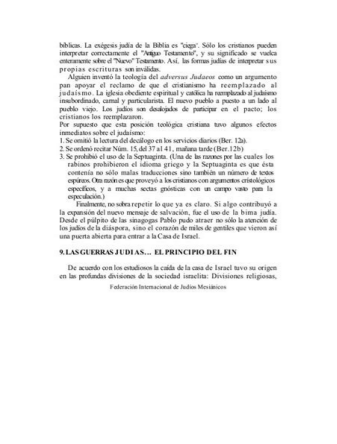 bíblicas. La exégesis judía de la Biblia es "ciega". Sólo los cristianos pueden
interpretar correctamente el "Antiguo Testamento", y su significado se vuelca
enteramente sobre el "Nuevo" Testamento. Así, las formas judías de interpretar sus
propias escrituras son inválidas.
Alguien inventó la teología del adversus Judaeos como un argumento
pan apoyar el reclamo de que el cristianismo ha reemplazado al
judaísmo. La iglesia obediente espiritual y católica ha reemplazado al judaísmo
insubordinado, carnal y particularista. El nuevo pueblo a puesto a un lado al
pueblo viejo. Los judíos son desalojados de participar en el pacto; los
cristianos los reemplazaron.
Por supuesto que esta posición teológica cristiana tuvo algunos efectos
inmediatos sobre el judaísmo:
1. Se omitió la lectura del decálogo en los servicios diarios (Ber. 12a).
2. Se ordenó recitar Núm. 15, del 37 al 41, mañana tarde (Ber.12b)
3. Se prohibió el uso de la Septuaginta. (Una de las razones por las cuales los
rabinos prohibieron el idioma griego y la Septuaginta es que ésta
contenía no sólo malas traducciones sino también un número de textos
espúreos. Otra razón es que proveyó a los cristianos con argumentos cristológicos
específicos, y a muchas sectas gnósticas con un campo vasto para la
especulación.)
Finalmente, no sobra repetir lo que ya es claro. Si algo contribuyó a
la expansión del nuevo mensaje de salvación, fue el uso de la bima judía.
Desde el púlpito de las sinagogas Pablo pudo atraer no sólo la atención de
los judíos de la diáspora, sino el corazón de miles de gentiles que vieron así
una puerta abierta para entrar a la Casa de Israel.
9. LAS GUERRAS JUDIAS... EL PRINCIPIO DEL FIN
De acuerdo con los estudiosos la caída de la casa de Israel tuvo su origen
en las profundas divisiones de la sociedad israelita: Divisiones religiosas,
Federación Internacional de Judíos Mesiánicos